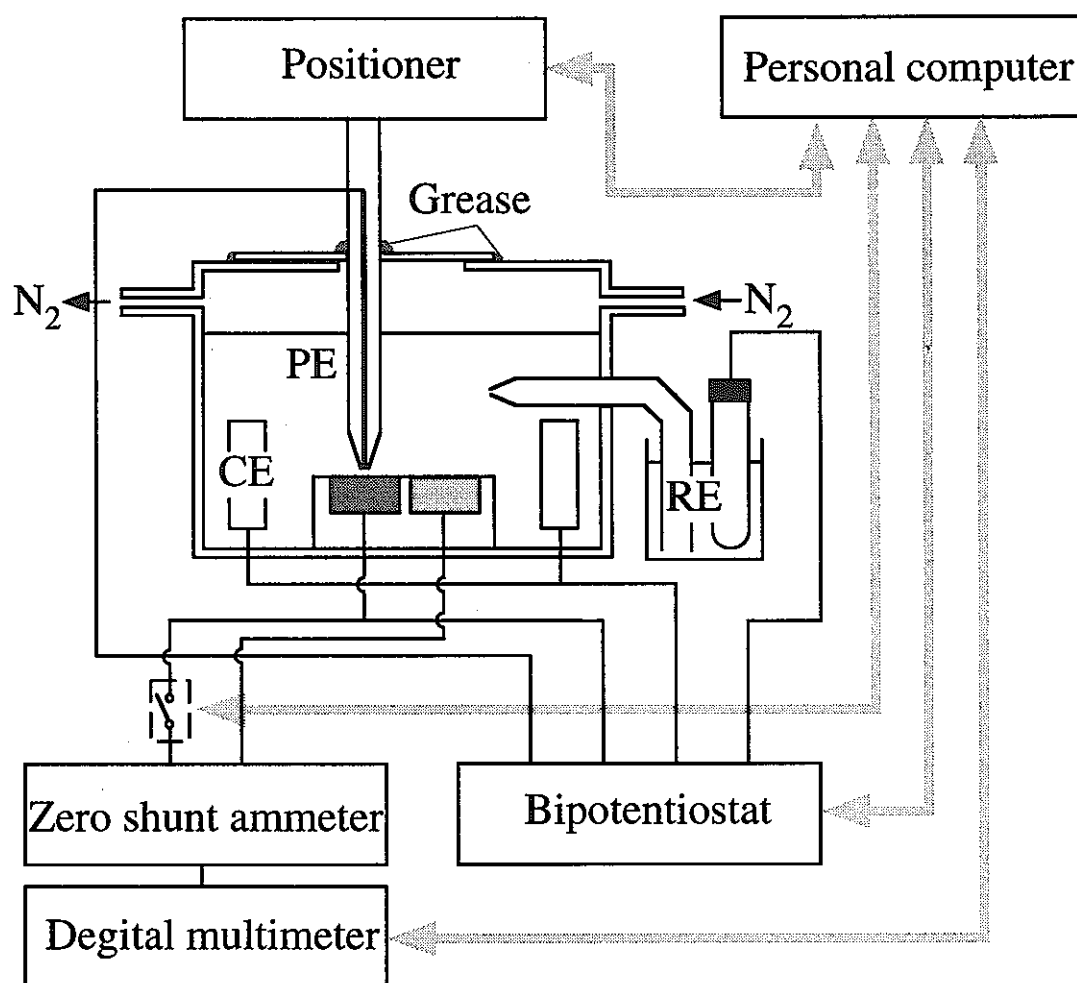 Positioner
Personal computer
Grease
N2
N2
PE
CE
RE
Zero shunt ammeter
Bipotentiostat
Degital multimeter